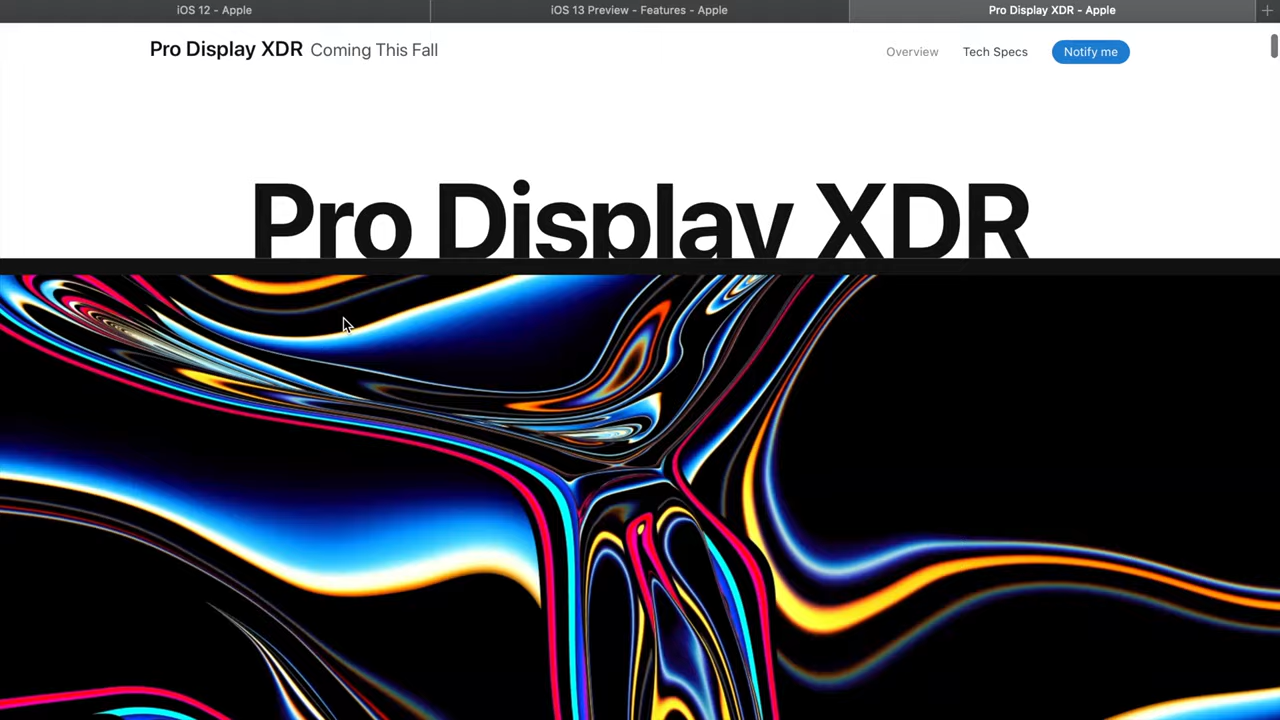 iOS 12 - Apple
iOS 13 Preview - Features - Apple
Pro Display XDR - Apple
Pro Display XDR Coming This Fall
Overview
Tech Specs
Notify me
Pro Display XDR